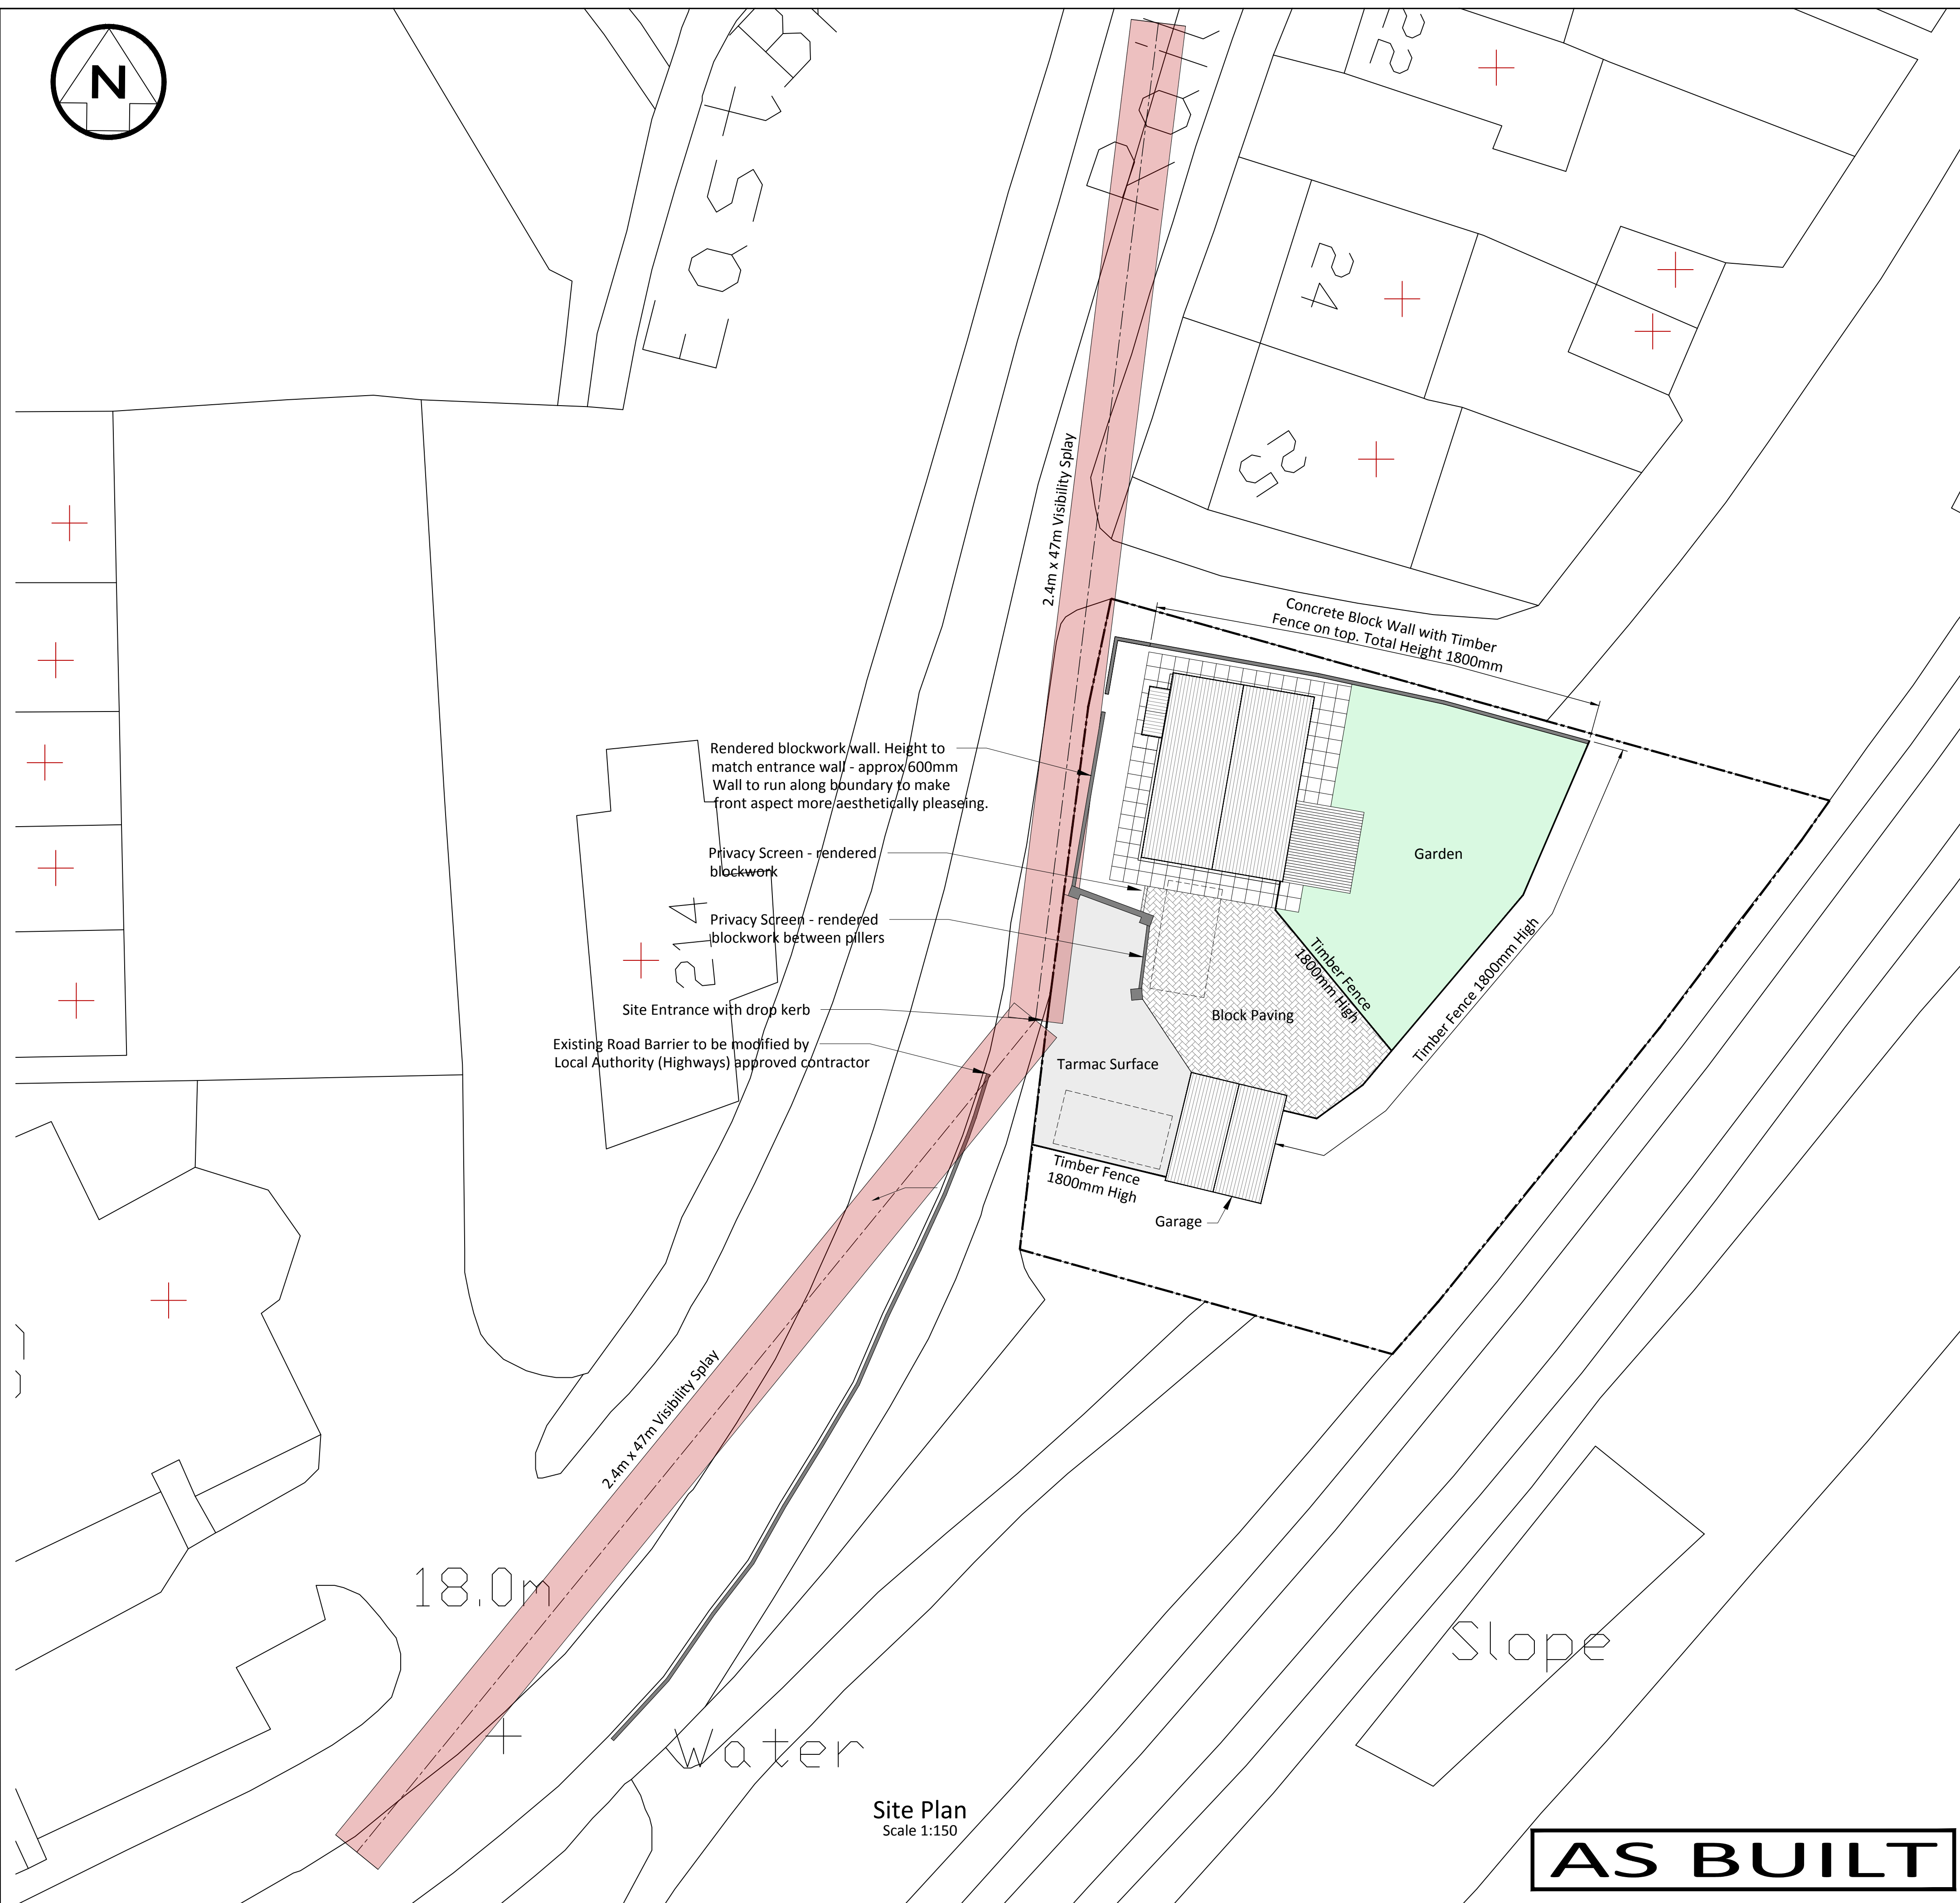 N
East B
22
24
25
2.4m x 47m Visibility Splay
Concrete Block Wall with Timber
Fence on top. Total Height 1800mm
Rendered blockwork wall. Height to
match entrance wall - approx 600mm
Wall to run along boundary to make
front aspect more aesthetically pleaseing.
Privacy Screen - rendered
blockwork
Garden
214
Privacy Screen - rendered
blockwork between pillers
Timber Fence
1800mm High
Timber Fence 1800mm High
Site Entrance with drop kerb
Block Paving
Existing Road Barrier to be modified by
Local Authority (Highways) approved contractor
Tarmac Surface
Timber Fence
1800mm High
Garage
2.4m x 47m Visibility Splay
18.0m
Slope
Water
Site Plan
Scale 1:150
AS BUILT